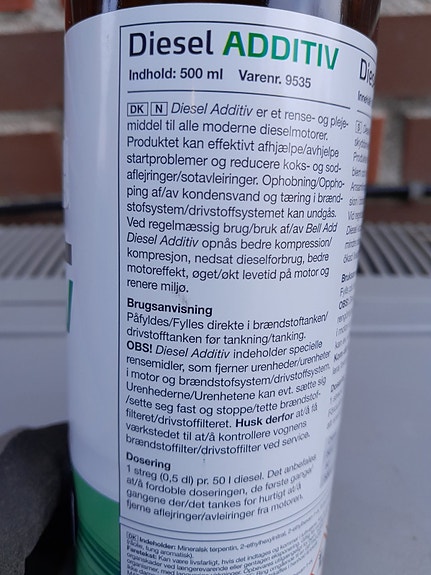 Diesel ADDITIV
Indhold: 500 ml Varenr. 9535
DK N Diesel Additiv er et rense- og pleje-
middel til alle moderne dieselmotorer.
Produktet kan effektivt afhjælpe/avhjelpe
startproblemer og reducere koks- og sod-
aflejringer/sotavleiringer. Ophobning/Oppho-
ping af/av kondensvand og tæring i brænd-
stofsystem/drivstoffsystemet kan undgås.
Ved regelmæssig brug/bruk af/av Bell Add
Diesel Additiv opnås bedre kompression/
kompresjon, nedsat dieselforbrug, bedre
motoreffekt, øget/økt levetid på motor og
renere miljø.
Brugsanvisning
Påfyldes/Fylles direkte i brændstoftanken/
drivstofftanken før tankning/tanking.
OBS! Diesel Additiv indeholder specielle
rensemidler, som fjerner urenheder/urenheter
i motor og brændstofsystem/drivstoffsystem.
Urenhederne/Urenhetene kan evt. sætte sig
/sette seg fast og stoppe/tette brændstof-
filteret/drivstoffilteret. Husk derfor at/å få
værkstedet til at/å kontrollere vognens
brændstoffilter/drivstoffilter ved service.
Dosering
1 streg (0,5 dl) pr. 50 l diesel. Det anbefales
at/å fordoble doseringen, de første gange/
gangene der/det tankes for hurtigt at/å
fjerne aflejringer/avleiringer fra motoren.
DK Indeholder: Mineralsk terpentin, 2-ethylhexylnitrat,